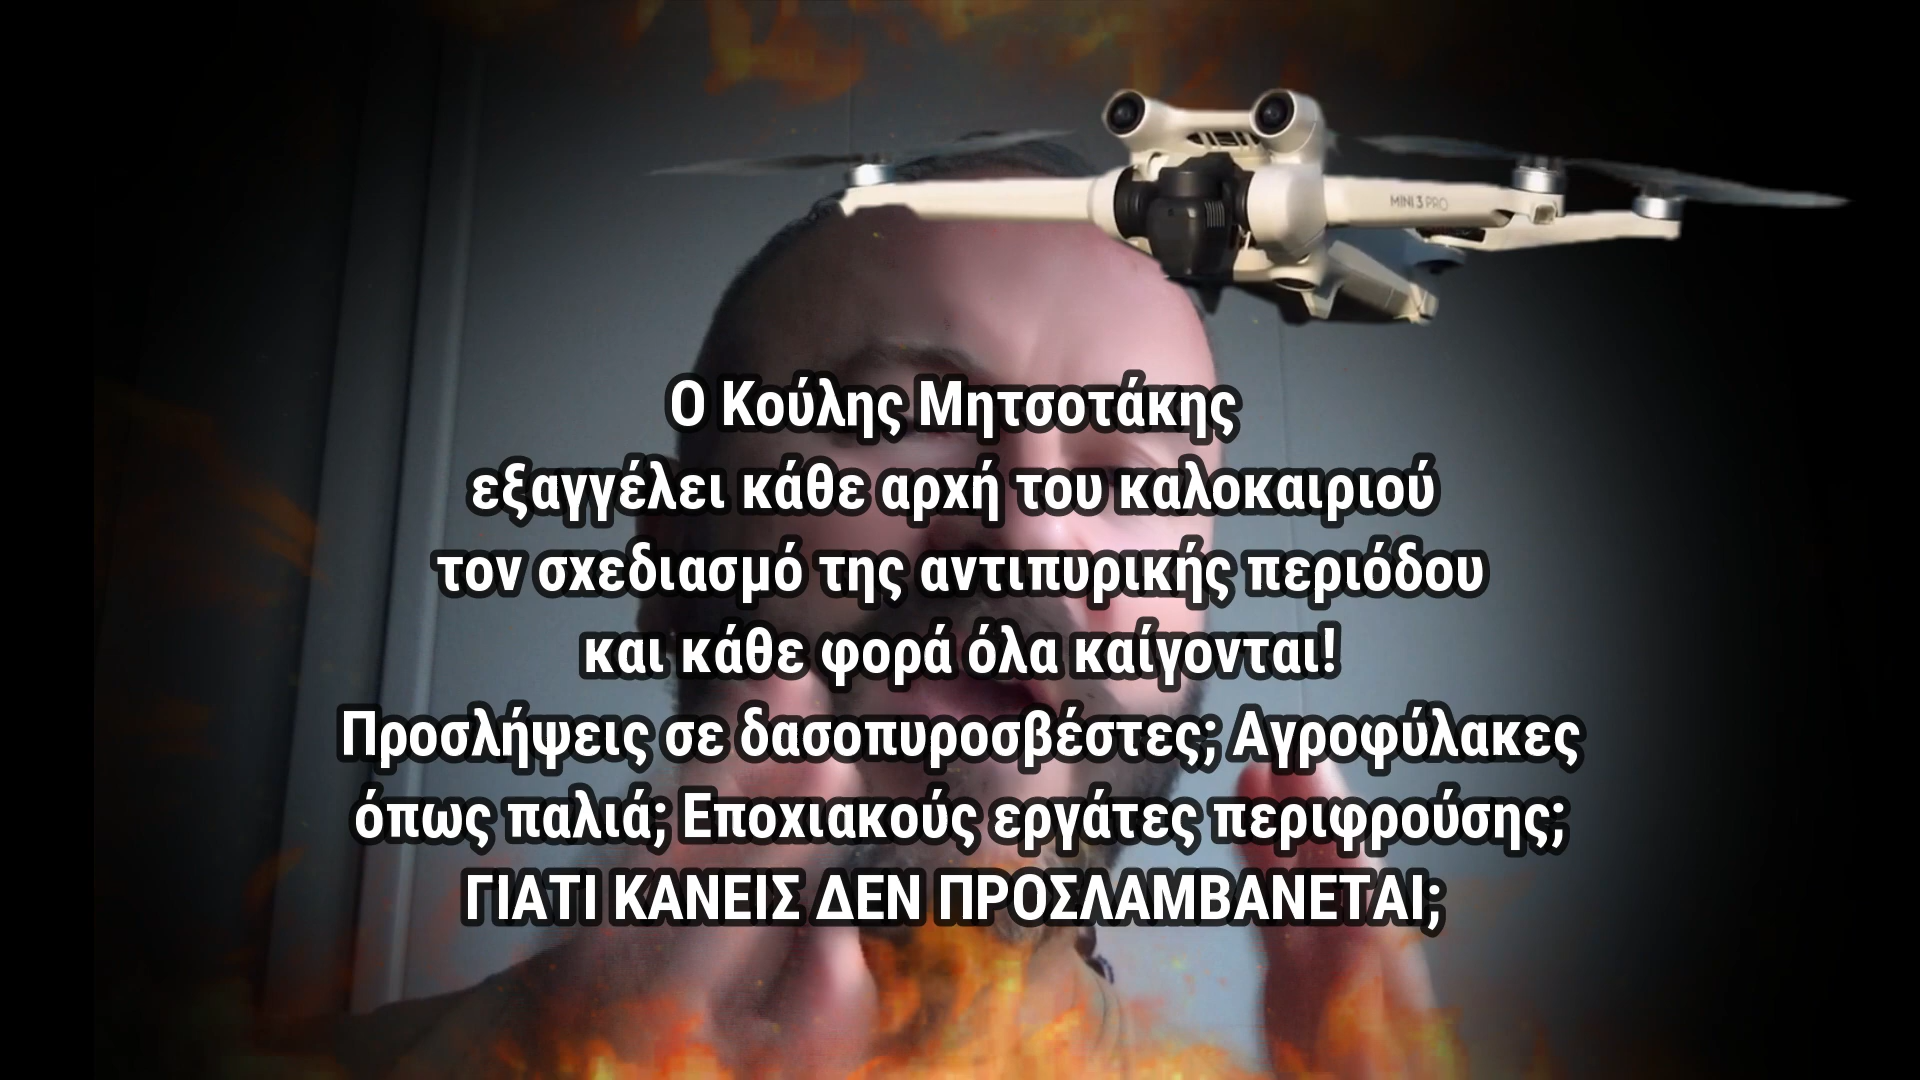 MINI 3 PRO
Ο Κούλης Μητσοτάκης
εξαγγέλει κάθε αρχή του καλοκαιριού
τον σχεδιασμό της αντιπυρικής περιόδου
και κάθε φορά όλα καίγονται!
Προσλήψεις σε δασοπυροσβέστες; Αγροφύλακες
όπως παλιά; Εποχιακούς εργάτες περιφρούσης;
ΓΙΑΤΙ ΚΑΝΕΙΣ ΔΕΝ ΠΡΟΣΛΑΜΒΑΝΕΤΑΙ;